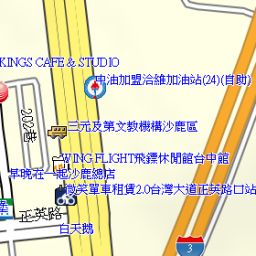 KINGS CAFE & STUDIO
中油加盟洽維加油站(24)(自助)
202巷
三元及第文教機構沙鹿區
WING FLIGHT飛鏢休閒館台中館
早晚在一起沙鹿總店
微笑單車租賃2.0台灣大道正英路口站
正英路
白天鵝
3